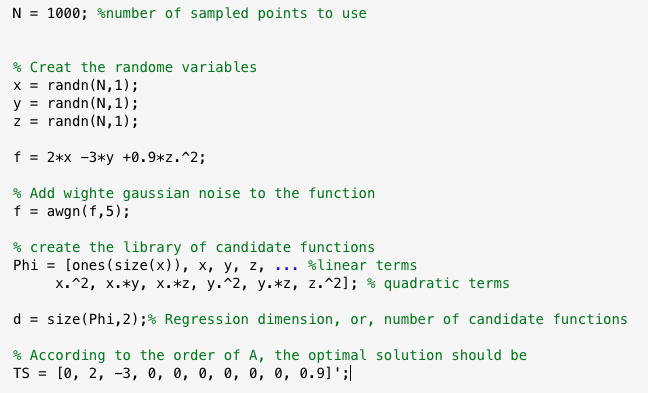 N = 1000; %number of sampled points to use
% Creat the randome variables
x = randn(N,1);
y = randn(N,1);
z = randn(N,1);
f = 2*x -3*y +0.9*z.^2;
% Add wighte gaussian noise to the function
f = awgn(f,5);
% create the library of candidate functions
Phi = [ones(size(x)), x, y, z, ... %linear terms
x.^2, x.*y, x.*z, y.^2, y.*z, z.^2]; % quadratic terms
d = size(Phi,2);% Regression dimension, or, number of candidate functions
% According to the order of A, the optimal solution should be
TS = [0, 2, -3, 0, 0, 0, 0, 0, 0, 0.9]';